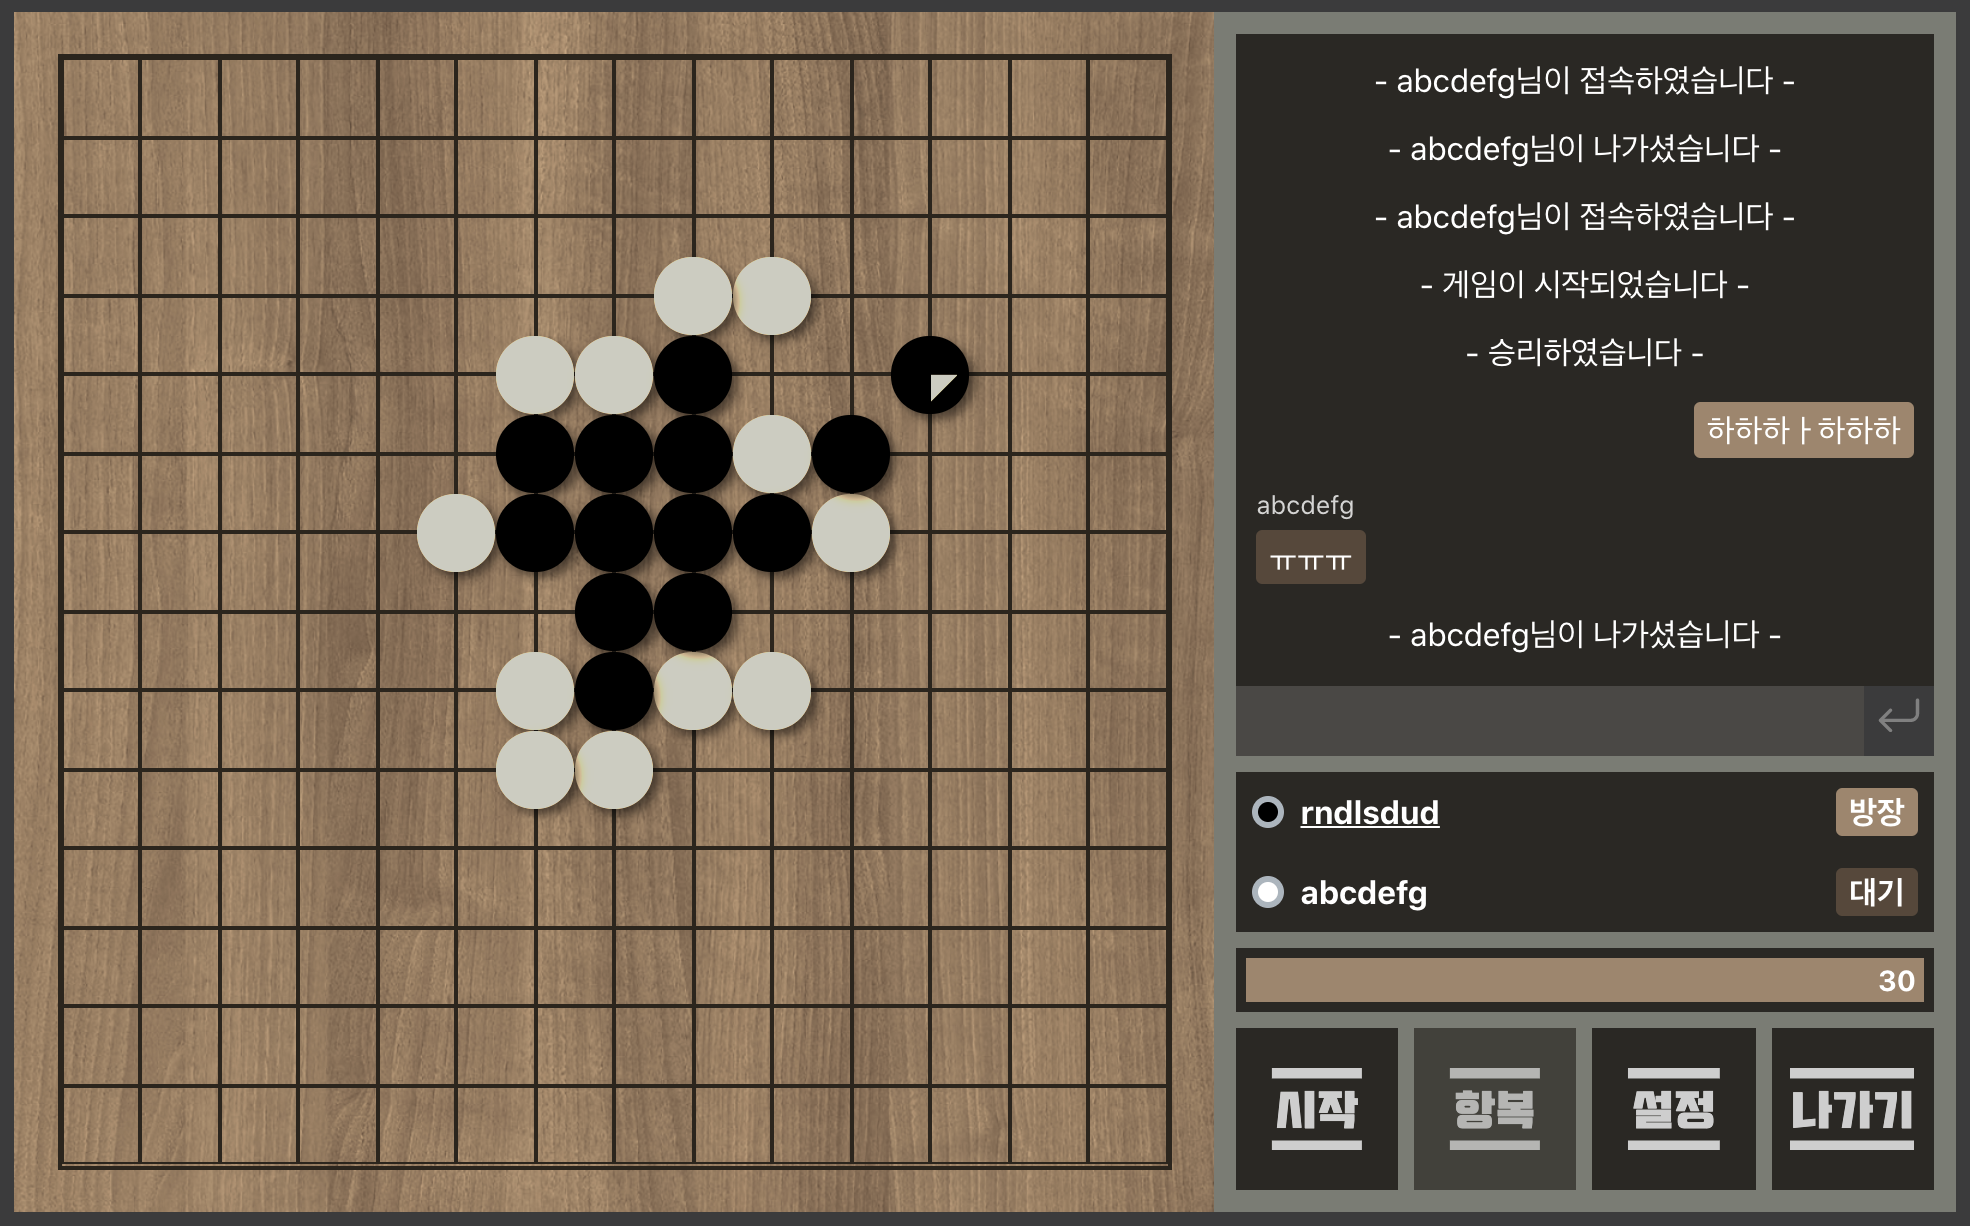 - abcdefg님이 접속하였습니다 -
- abcdefg님이 나가셨습니다 -
- abcdefg님이 접속하였습니다 -
- 게임이 시작되었습니다 -
- 승리하였습니다 -
하하하ㅏ하하하
abcdefg
ㅠㅠㅠ
- abcdefg님이 나가셨습니다 -
rndlsdud 방장
abcdefg 대기
30
시작 항복 설정 나가기